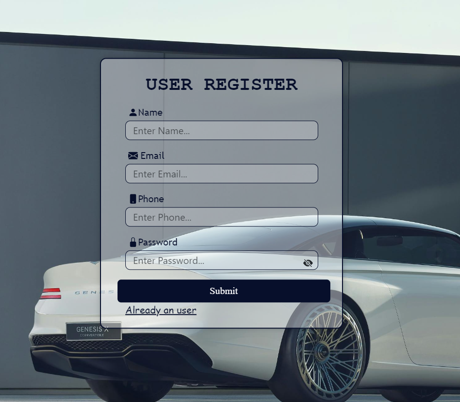 USER REGISTER
Name
Enter Name...
Email
Enter Email...
Phone
Enter Phone...
Password
Enter Password...
Submit
Already an user
GENESIS X